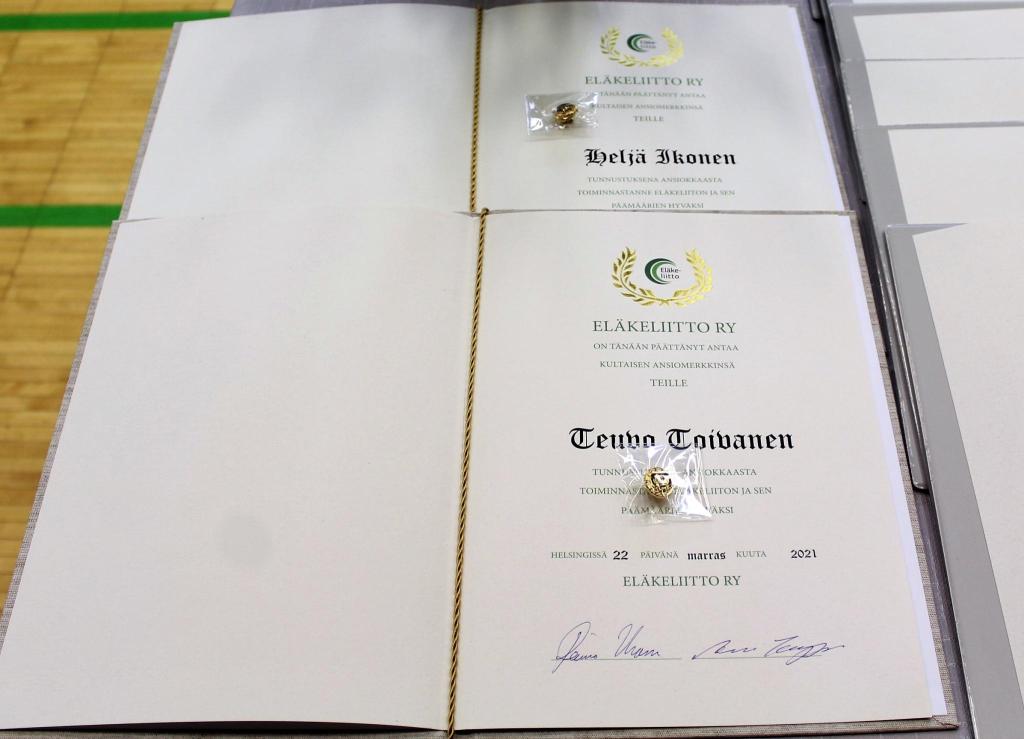 Eläke-
liitto
ELÄKELIITTO RY
TÄNÄÄN PÄÄTTÄNYT ANTAA
KULTAISEN ANSIOMERKKINSÄ
TEILLE
Heljä Ikonen
TUNNUSTUKSENA ANSIOKKAASTA
TOIMINNASTANNE ELÄKELIITON JA SEN
PÄÄMÄÄRIEN HYVÄKSI
Eläke-
liitto
ELÄKELIITTO RY
ON TÄNÄÄN PÄÄTTÄNYT ANTAA
KULTAISEN ANSIOMERKKINSÄ
TEILLE
Teuvo Toivanen
TUNNUSTUKSENA ANSIOKKAASTA
TOIMINNASTANNE ELÄKELIITON JA SEN
PÄÄMÄÄRIEN HYVÄKSI
HELSINGISSÄ 22 PÄIVÄNÄ marras KUUTA 2021
ELÄKELIITTO RY